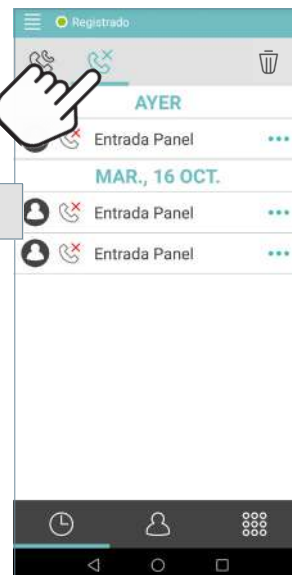 Registrado
AYER
Entrada Panel
MAR., 16 OCT.
Entrada Panel
Entrada Panel